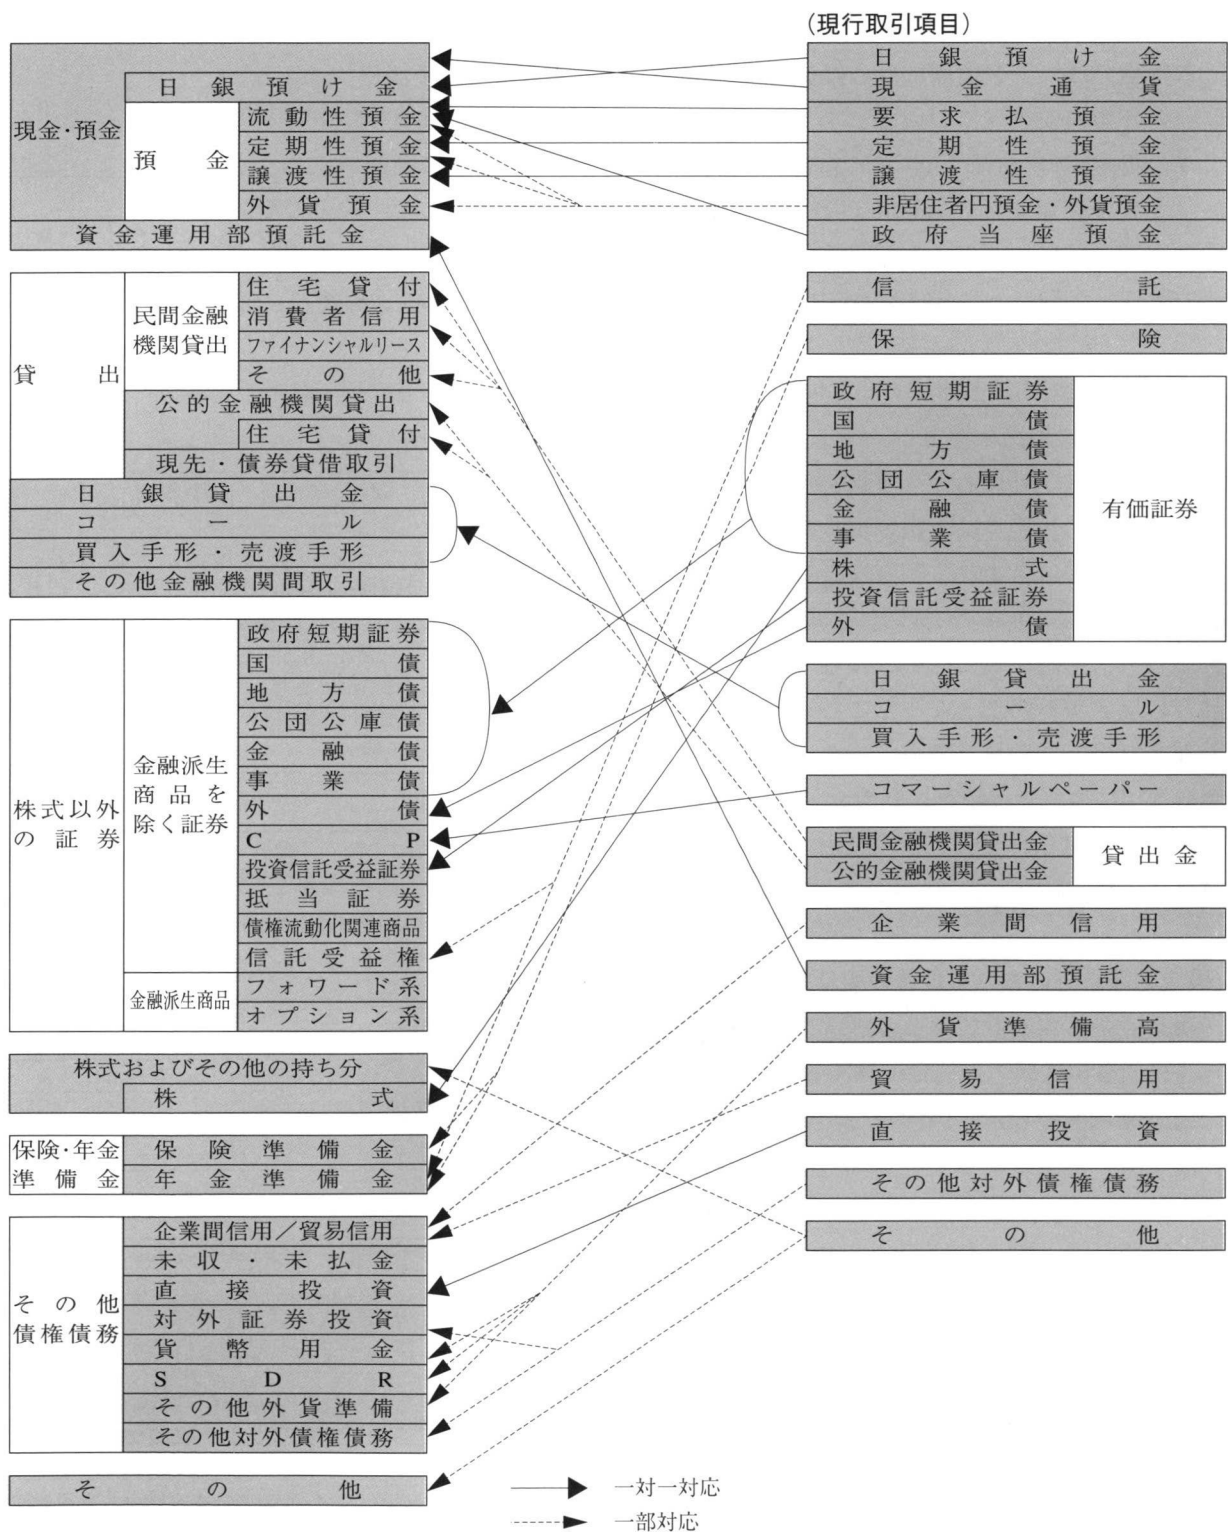 (現行取引項目)
現金・預金
日銀預け金
預金
流動性預金
定期性預金
譲渡性預金
外貨預金
資金運用部預託金
貸出
民間金融
機関貸出
住宅貸付
消費者信用
ファイナンシャルリース
その他
公的金融機関貸出
住宅貸付
現先・債券貸借取引
日銀貸出金
コール
買入手形・売渡手形
その他金融機関間取引
株式以外
の証券
金融派生
商品を
除く証券
政府短期証券
国債
地方債
公団公庫債
金融債
事業債
外債
CP
投資信託受益証券
抵当証券
債権流動化関連商品
信託受益権
金融派生商品
フォワード系
オプション系
株式およびその他の持ち分
株式
保険・年金
準備金
保険準備金
年金準備金
その他
債権債務
企業間信用/貿易信用
未収・未払金
直接投資
対外証券投資
貨幣用金
SDR
その他外貨準備
その他対外債権債務
その他
日銀預け金
現金通貨
要求払預金
定期性預金
譲渡性預金
非居住者円預金・外貨預金
政府当座預金
信託
保険
政府短期証券
国債
地方債
公団公庫債
金融債
事業債
株式
投資信託受益証券
外債
有価証券
日銀貸出金
コール
買入手形・売渡手形
コマーシャルペーパー
民間金融機関貸出金
公的金融機関貸出金
貸出金
企業間信用
資金運用部預託金
外貨準備高
貿易信用
直接投資
その他対外債権債務
その他
一対一対応
一部対応